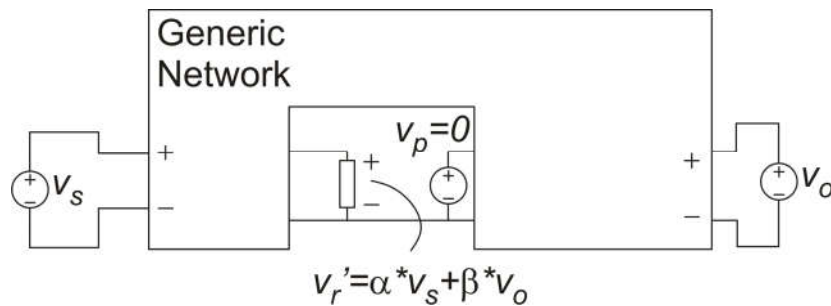 Generic
Network
v_p=0
+
+
+
+
+
+
−
−
−
−
−
−
v_s
v_o
v_r'=α*v_s+β*v_o